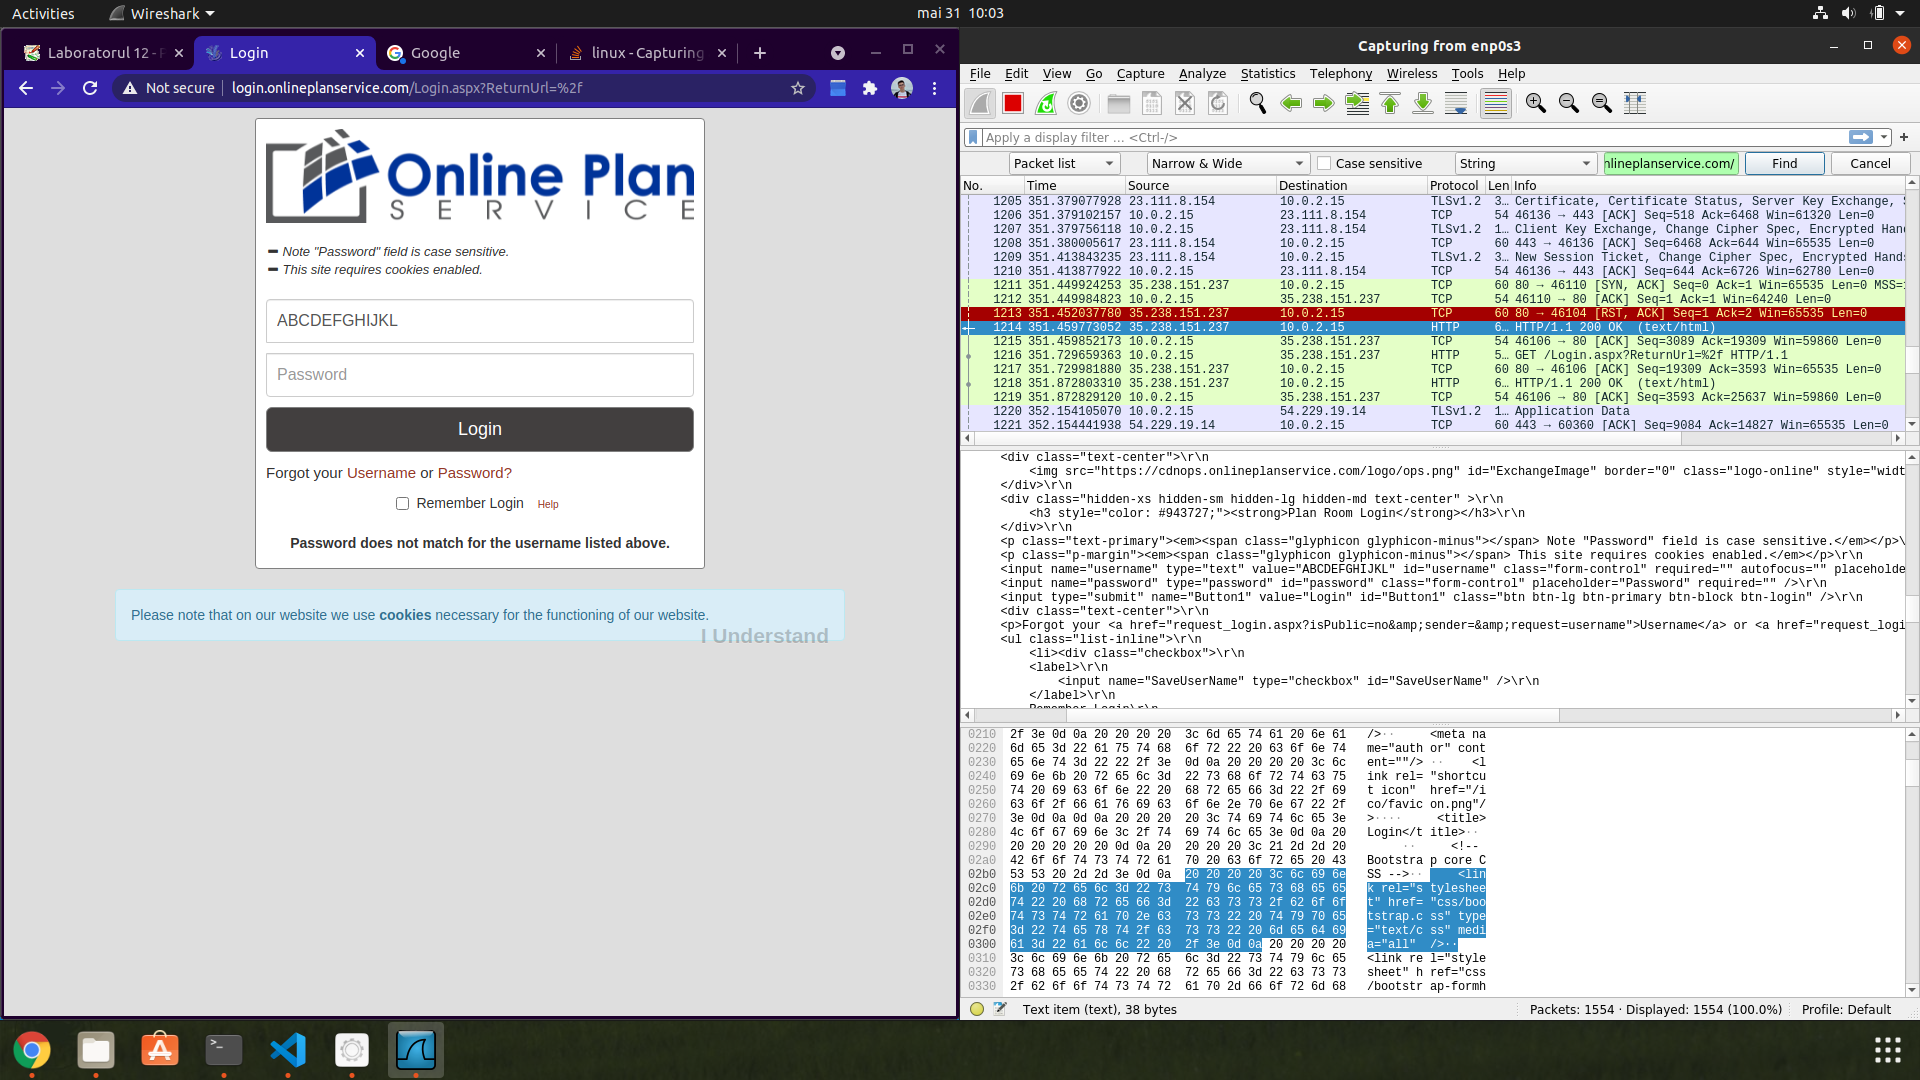 Activities
Wireshark
mai 31 10:03
Laboratorul 12 - P
Login
Google
linux - Capturing
Not secure
login.onlineplanservice.com/Login.aspx?ReturnUrl=%2f
Online Plan
SERVICE
Note "Password" field is case sensitive.
This site requires cookies enabled.
ABCDEFGHIJKL
Password
Login
Forgot your Username or Password?
Remember Login Help
Password does not match for the username listed above.
Please note that on our website we use cookies necessary for the functioning of our website.
I Understand
Capturing from enp0s3
File Edit View Go Capture Analyze Statistics Telephony Wireless Tools Help
Apply a display filter ... <Ctrl-/>
Packet list Narrow & Wide Case sensitive String nlineplanservice.com/ Find Cancel
No. Time Source Destination Protocol Len Info
1205 351.379077928 23.111.8.154 10.0.2.15 TLSv1.2 3… Certificate, Certificate Status, Server Key Exchange, S
1206 351.379102157 10.0.2.15 23.111.8.154 TCP 54 46136 → 443 [ACK] Seq=518 Ack=6468 Win=61320 Len=0
1207 351.379756118 10.0.2.15 23.111.8.154 TLSv1.2 1… Client Key Exchange, Change Cipher Spec, Encrypted Hand
1208 351.380005617 23.111.8.154 10.0.2.15 TCP 60 443 → 46136 [ACK] Seq=6468 Ack=644 Win=65535 Len=0
1209 351.413843235 23.111.8.154 10.0.2.15 TLSv1.2 3… New Session Ticket, Change Cipher Spec, Encrypted Hands
1210 351.413877922 10.0.2.15 23.111.8.154 TCP 54 46136 → 443 [ACK] Seq=644 Ack=6726 Win=62780 Len=0
1211 351.449924253 35.238.151.237 10.0.2.15 TCP 60 80 → 46110 [SYN, ACK] Seq=0 Ack=1 Win=65535 Len=0 MSS=1
1212 351.449984823 10.0.2.15 35.238.151.237 TCP 54 46110 → 80 [ACK] Seq=1 Ack=1 Win=64240 Len=0
1213 351.452037780 35.238.151.237 10.0.2.15 TCP 60 80 → 46104 [RST, ACK] Seq=1 Ack=2 Win=65535 Len=0
1214 351.459773052 35.238.151.237 10.0.2.15 HTTP 6… HTTP/1.1 200 OK (text/html)
1215 351.459852173 10.0.2.15 35.238.151.237 TCP 54 46106 → 80 [ACK] Seq=3089 Ack=19309 Win=59860 Len=0
1216 351.729659363 10.0.2.15 35.238.151.237 HTTP 5… GET /Login.aspx?ReturnUrl=%2f HTTP/1.1
1217 351.729981880 35.238.151.237 10.0.2.15 TCP 60 80 → 46106 [ACK] Seq=19309 Ack=3593 Win=65535 Len=0
1218 351.872803310 35.238.151.237 10.0.2.15 HTTP 6… HTTP/1.1 200 OK (text/html)
1219 351.872829120 10.0.2.15 35.238.151.237 TCP 54 46106 → 80 [ACK] Seq=3593 Ack=25637 Win=59860 Len=0
1220 352.154105070 10.0.2.15 54.229.19.14 TLSv1.2 1… Application Data
1221 352.154441938 54.229.19.14 10.0.2.15 TCP 60 443 → 60360 [ACK] Seq=9084 Ack=14827 Win=65535 Len=0
<div class="text-center">\r\n
<img src="https://cdnops.onlineplanservice.com/logo/ops.png" id="ExchangeImage" border="0" class="logo-online" style="widt
</div>\r\n
<div class="hidden-xs hidden-sm hidden-lg hidden-md text-center" >\r\n
<h3 style="color: #943727;"><strong>Plan Room Login</strong></h3>\r\n
</div>\r\n
<p class="text-primary"><em><span class="glyphicon glyphicon-minus"></span> Note "Password" field is case sensitive.</em></p>\
<p class="p-margin"><em><span class="glyphicon glyphicon-minus"></span> This site requires cookies enabled.</em></p>\r\n
<input name="username" type="text" value="ABCDEFGHIJKL" id="username" class="form-control" required="" autofocus="" placeholde
<input name="password" type="password" id="password" class="form-control" placeholder="Password" required="" />\r\n
<input type="submit" name="Button1" value="Login" id="Button1" class="btn btn-lg btn-primary btn-block btn-login" />\r\n
<div class="text-center">\r\n
<p>Forgot your <a href="request_login.aspx?isPublic=no&amp;sender=&amp;request=username">Username</a> or <a href="request_logi
<ul class="list-inline">\r\n
<li><div class="checkbox">\r\n
<label>\r\n
<input name="SaveUserName" type="checkbox" id="SaveUserName" />\r\n
</label>\r\n
Remember Login\r\n
0210 2f 3e 0d 0a 20 20 20 20 3c 6d 65 74 61 20 6e 61 />·· <meta na
0220 6d 65 3d 22 61 75 74 68 6f 72 22 20 63 6f 6e 74 me="auth or" cont
0230 65 6e 74 3d 22 22 2f 3e 0d 0a 20 20 20 20 3c 6c ent=""/> ·· <l
0240 69 6e 6b 20 72 65 6c 3d 22 73 68 6f 72 74 63 75 ink rel= "shortcu
0250 74 20 69 63 6f 6e 22 20 68 72 65 66 3d 22 2f 69 t icon" href="/i
0260 63 6f 2f 66 61 76 69 63 6f 6e 2e 70 6e 67 22 2f co/favic on.png"/
0270 3e 0d 0a 0d 0a 20 20 20 20 3c 74 69 74 6c 65 3e >···· <title>
0280 4c 6f 67 69 6e 3c 2f 74 69 74 6c 65 3e 0d 0a 20 Login</t itle>··
0290 20 20 20 20 20 0d 0a 20 20 20 20 3c 21 2d 2d 20 ·· <!--
02a0 42 6f 6f 74 73 74 72 61 70 20 63 6f 72 65 20 43 Bootstra p core C
02b0 53 53 20 2d 2d 3e 0d 0a 20 20 20 20 3c 6c 69 6e SS -->·· <lin
02c0 6b 20 72 65 6c 3d 22 73 74 79 6c 65 73 68 65 65 k rel="s tyleshee
02d0 74 22 20 68 72 65 66 3d 22 63 73 73 2f 62 6f 6f t" href= "css/boo
02e0 74 73 74 72 61 70 2e 63 73 73 22 20 74 79 70 65 tstrap.c ss" type
02f0 3d 22 74 65 78 74 2f 63 73 73 22 20 6d 65 64 69 ="text/c ss" medi
0300 61 3d 22 61 6c 6c 22 20 2f 3e 0d 0a 20 20 20 20 a="all" />··
0310 3c 6c 69 6e 6b 20 72 65 6c 3d 22 73 74 79 6c 65 <link re l="style
0320 73 68 65 65 74 22 20 68 72 65 66 3d 22 63 73 73 sheet" h ref="css
0330 2f 62 6f 6f 74 73 74 72 61 70 2d 66 6f 72 6d 68 /bootstr ap-formh
Text item (text), 38 bytes
Packets: 1554 · Displayed: 1554 (100.0%)
Profile: Default